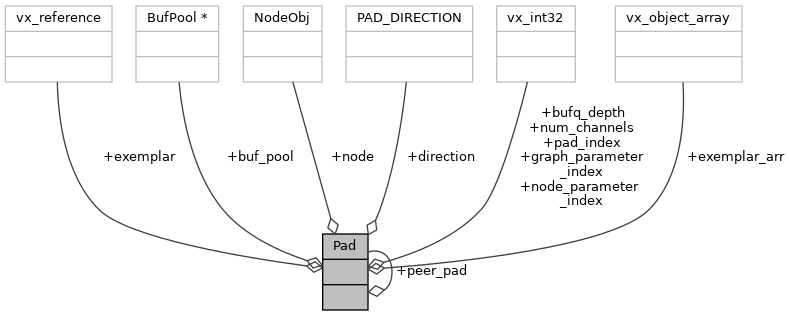 vx_reference
BufPool *
NodeObj
PAD_DIRECTION
vx_int32
vx_object_array
+exemplar
+buf_pool
+node
+direction
+bufq_depth
+num_channels
+pad_index
+graph_parameter
_index
+node_parameter
_index
+exemplar_arr
Pad
+peer_pad